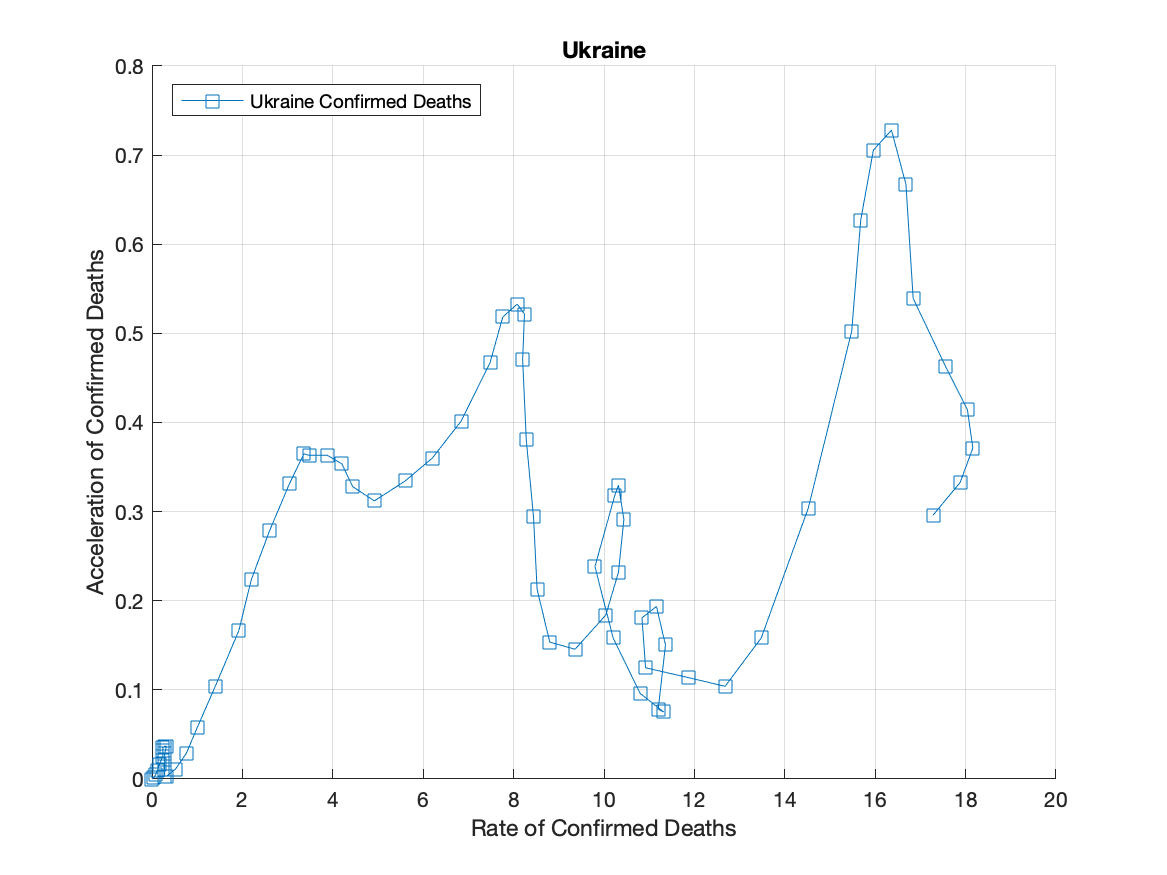 Ukraine
Ukraine Confirmed Deaths
Acceleration of Confirmed Deaths
0.8
0.7
0.6
0.5
0.4
0.3
0.2
0.1
0
0 2 4 6 8 10 12 14 16 18 20
Rate of Confirmed Deaths